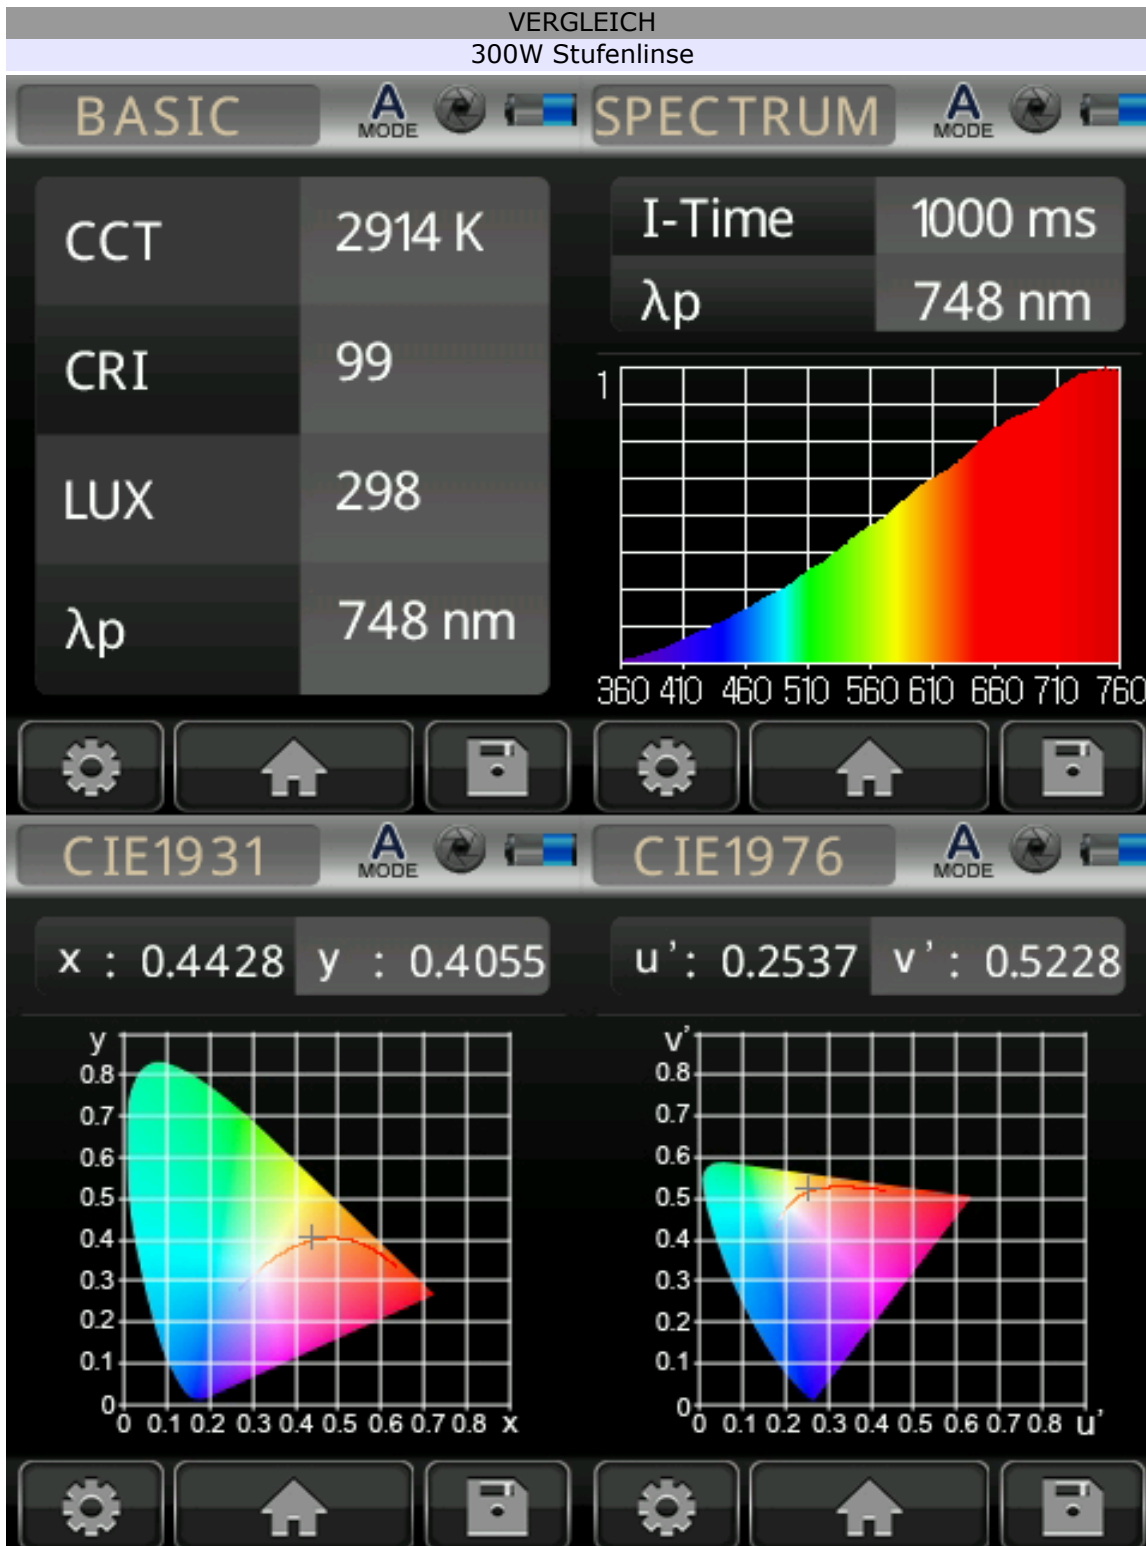 VERGLEICH
300W Stufenlinse
BASIC A MODE
CCT 2914 K
CRI 99
LUX 298
λp 748 nm
SPECTRUM A MODE
I-Time 1000 ms
λp 748 nm
1
360 410 460 510 560 610 660 710 760
CIE1931 A MODE
x : 0.4428 y : 0.4055
y
0.8
0.7
0.6
0.5
0.4
0.3
0.2
0.1
0
0 0.1 0.2 0.3 0.4 0.5 0.6 0.7 0.8 x
CIE1976 A MODE
u': 0.2537 v': 0.5228
v'
0.8
0.7
0.6
0.5
0.4
0.3
0.2
0.1
0
0 0.1 0.2 0.3 0.4 0.5 0.6 0.7 0.8 u'